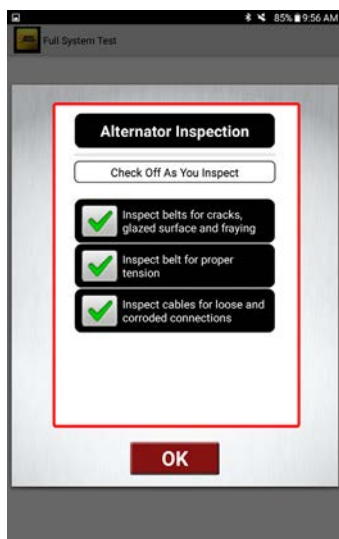 85% 9:56 AM
Full System Test
Alternator Inspection
Check Off As You Inspect
Inspect belts for cracks,
glazed surface and fraying
Inspect belt for proper
tension
Inspect cables for loose and
corroded connections
OK